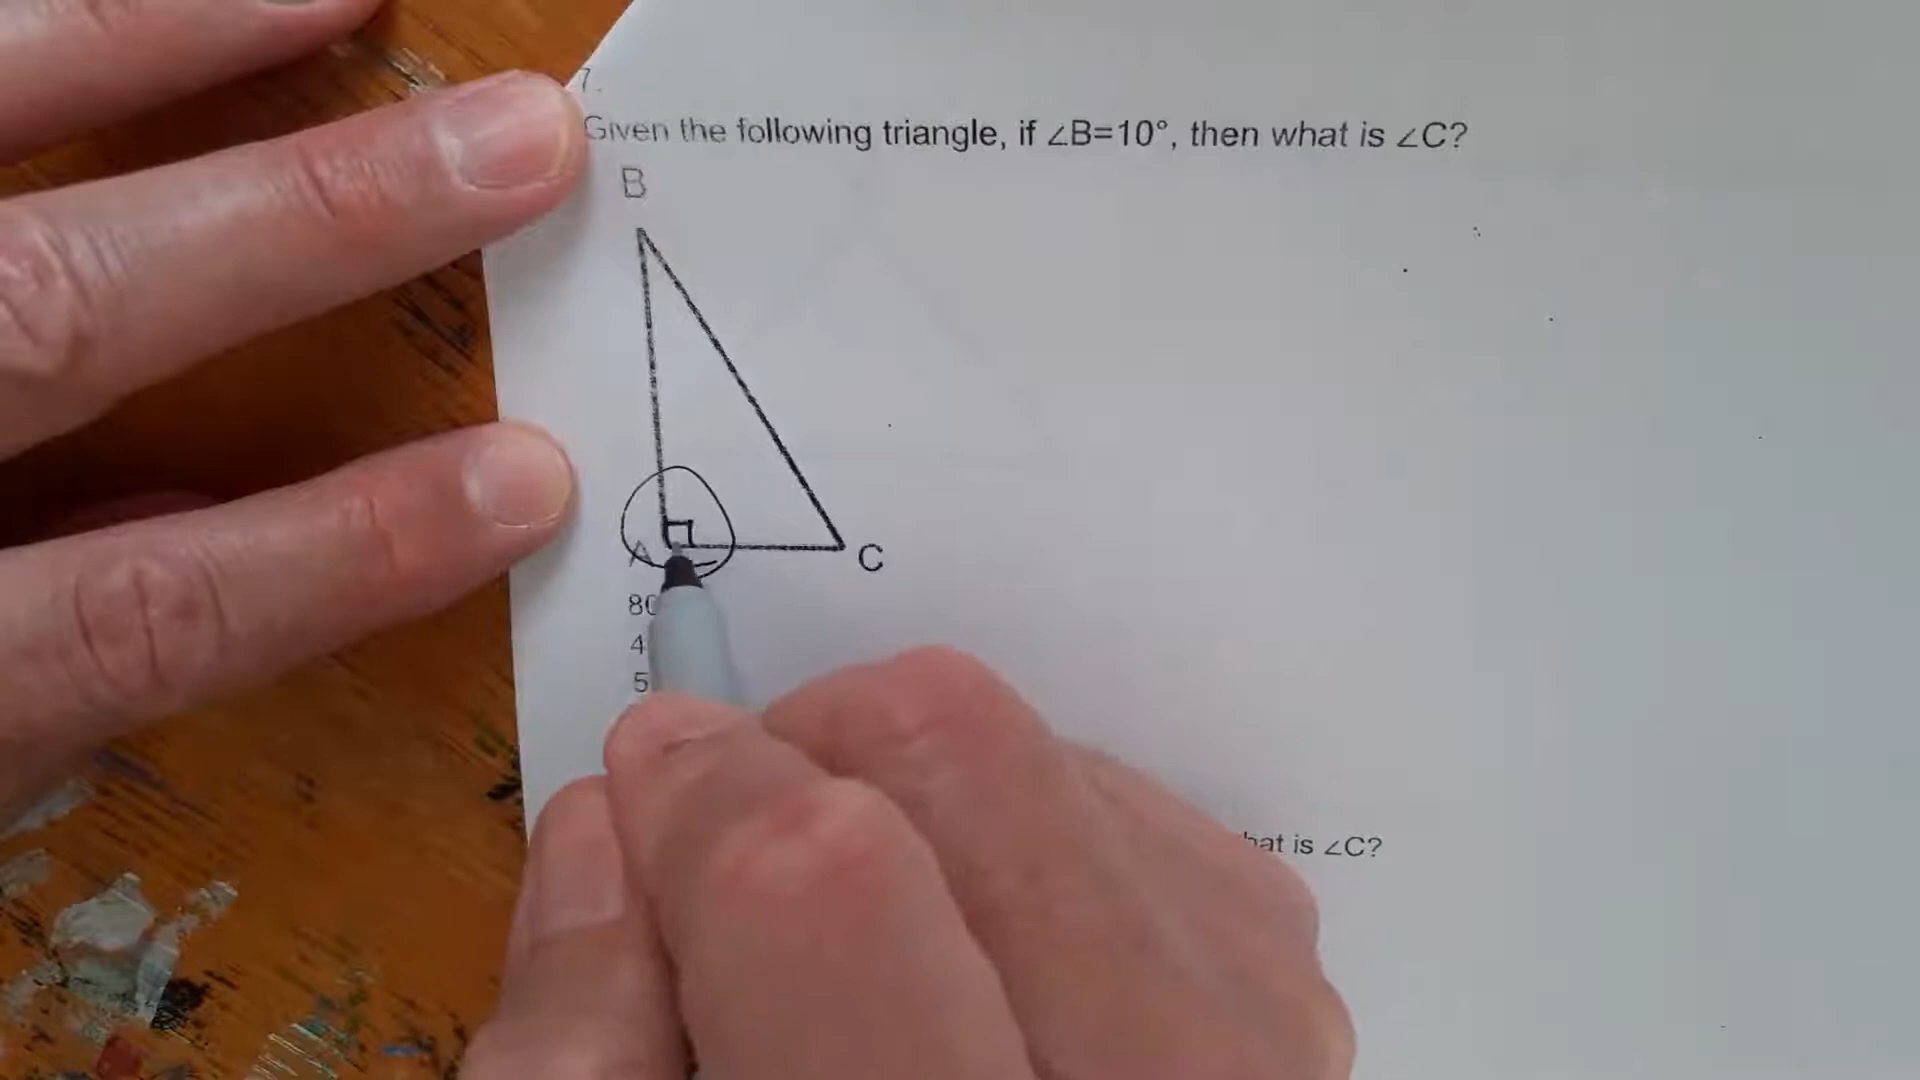 7.
Given the following triangle, if ∠B=10°, then what is ∠C?
B
A
C
80
4
5
hat is ∠C?